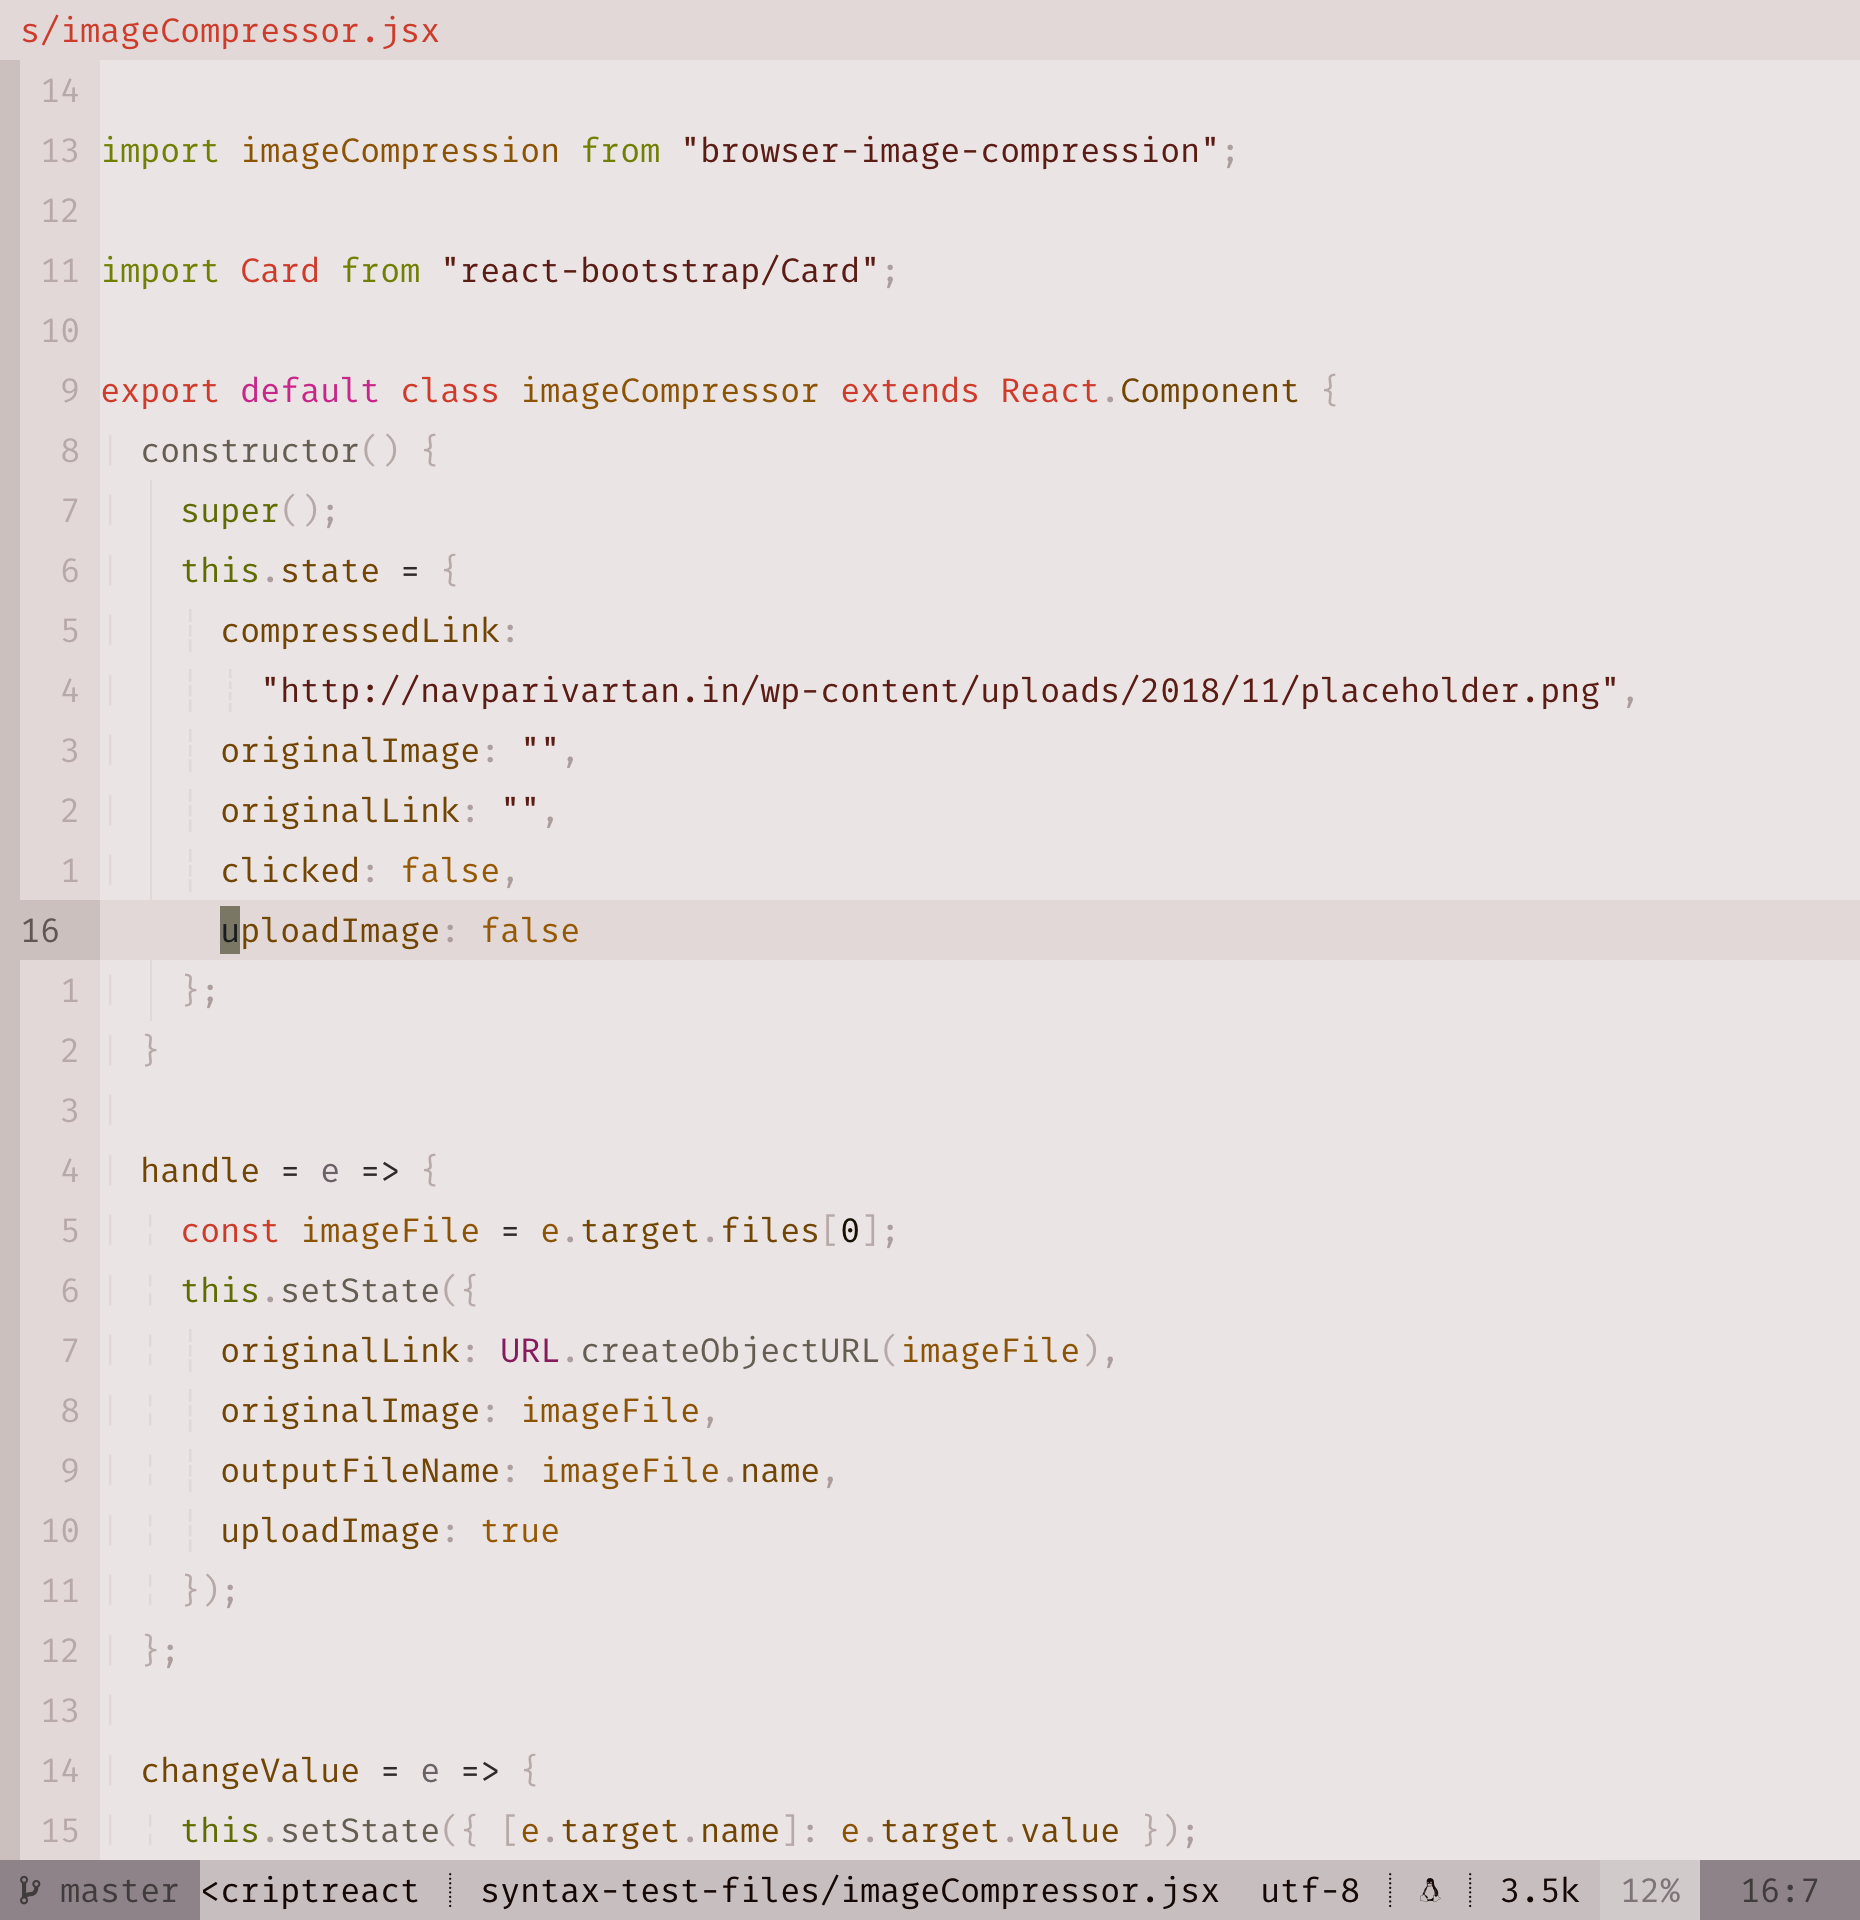 s/imageCompressor.jsx
14
13 import imageCompression from "browser-image-compression";
12
11 import Card from "react-bootstrap/Card";
10
9 export default class imageCompressor extends React.Component {
8   constructor() {
7     super();
6     this.state = {
5       compressedLink:
4         "http://navparivartan.in/wp-content/uploads/2018/11/placeholder.png",
3       originalImage: "",
2       originalLink: "",
1       clicked: false,
16       uploadImage: false
1     };
2   }
3
4   handle = e => {
5     const imageFile = e.target.files[0];
6     this.setState({
7       originalLink: URL.createObjectURL(imageFile),
8       originalImage: imageFile,
9       outputFileName: imageFile.name,
10       uploadImage: true
11     });
12   };
13
14   changeValue = e => {
15     this.setState({ [e.target.name]: e.target.value });
master <criptreact syntax-test-files/imageCompressor.jsx utf-8 3.5k 12% 16:7